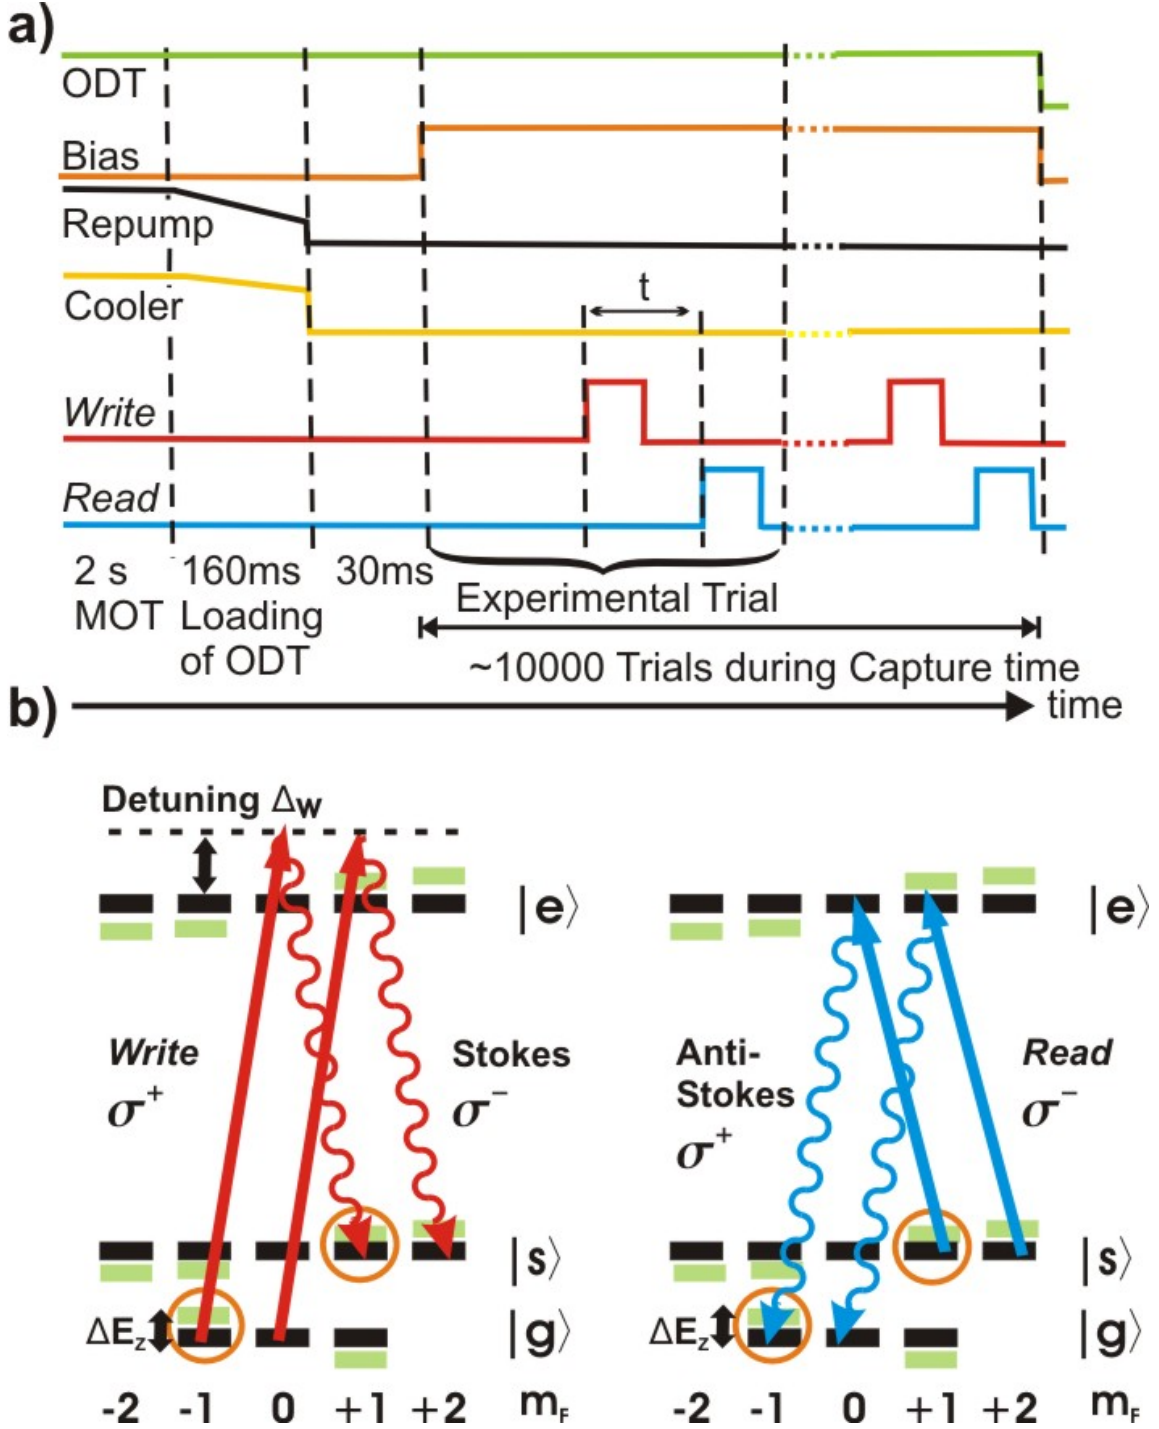 a)
ODT
Bias
Repump
Cooler
t
Write
Read
2 s
MOT
160ms
Loading
of ODT
30ms
Experimental Trial
~10000 Trials during Capture time
time
b)
Detuning Δw
|e⟩
|e⟩
Write
σ+
Stokes
σ−
Anti-
Stokes
σ+
Read
σ−
|s⟩
|s⟩
ΔEz
|g⟩
ΔEz
|g⟩
-2 -1 0 +1 +2 mF
-2 -1 0 +1 +2 mF